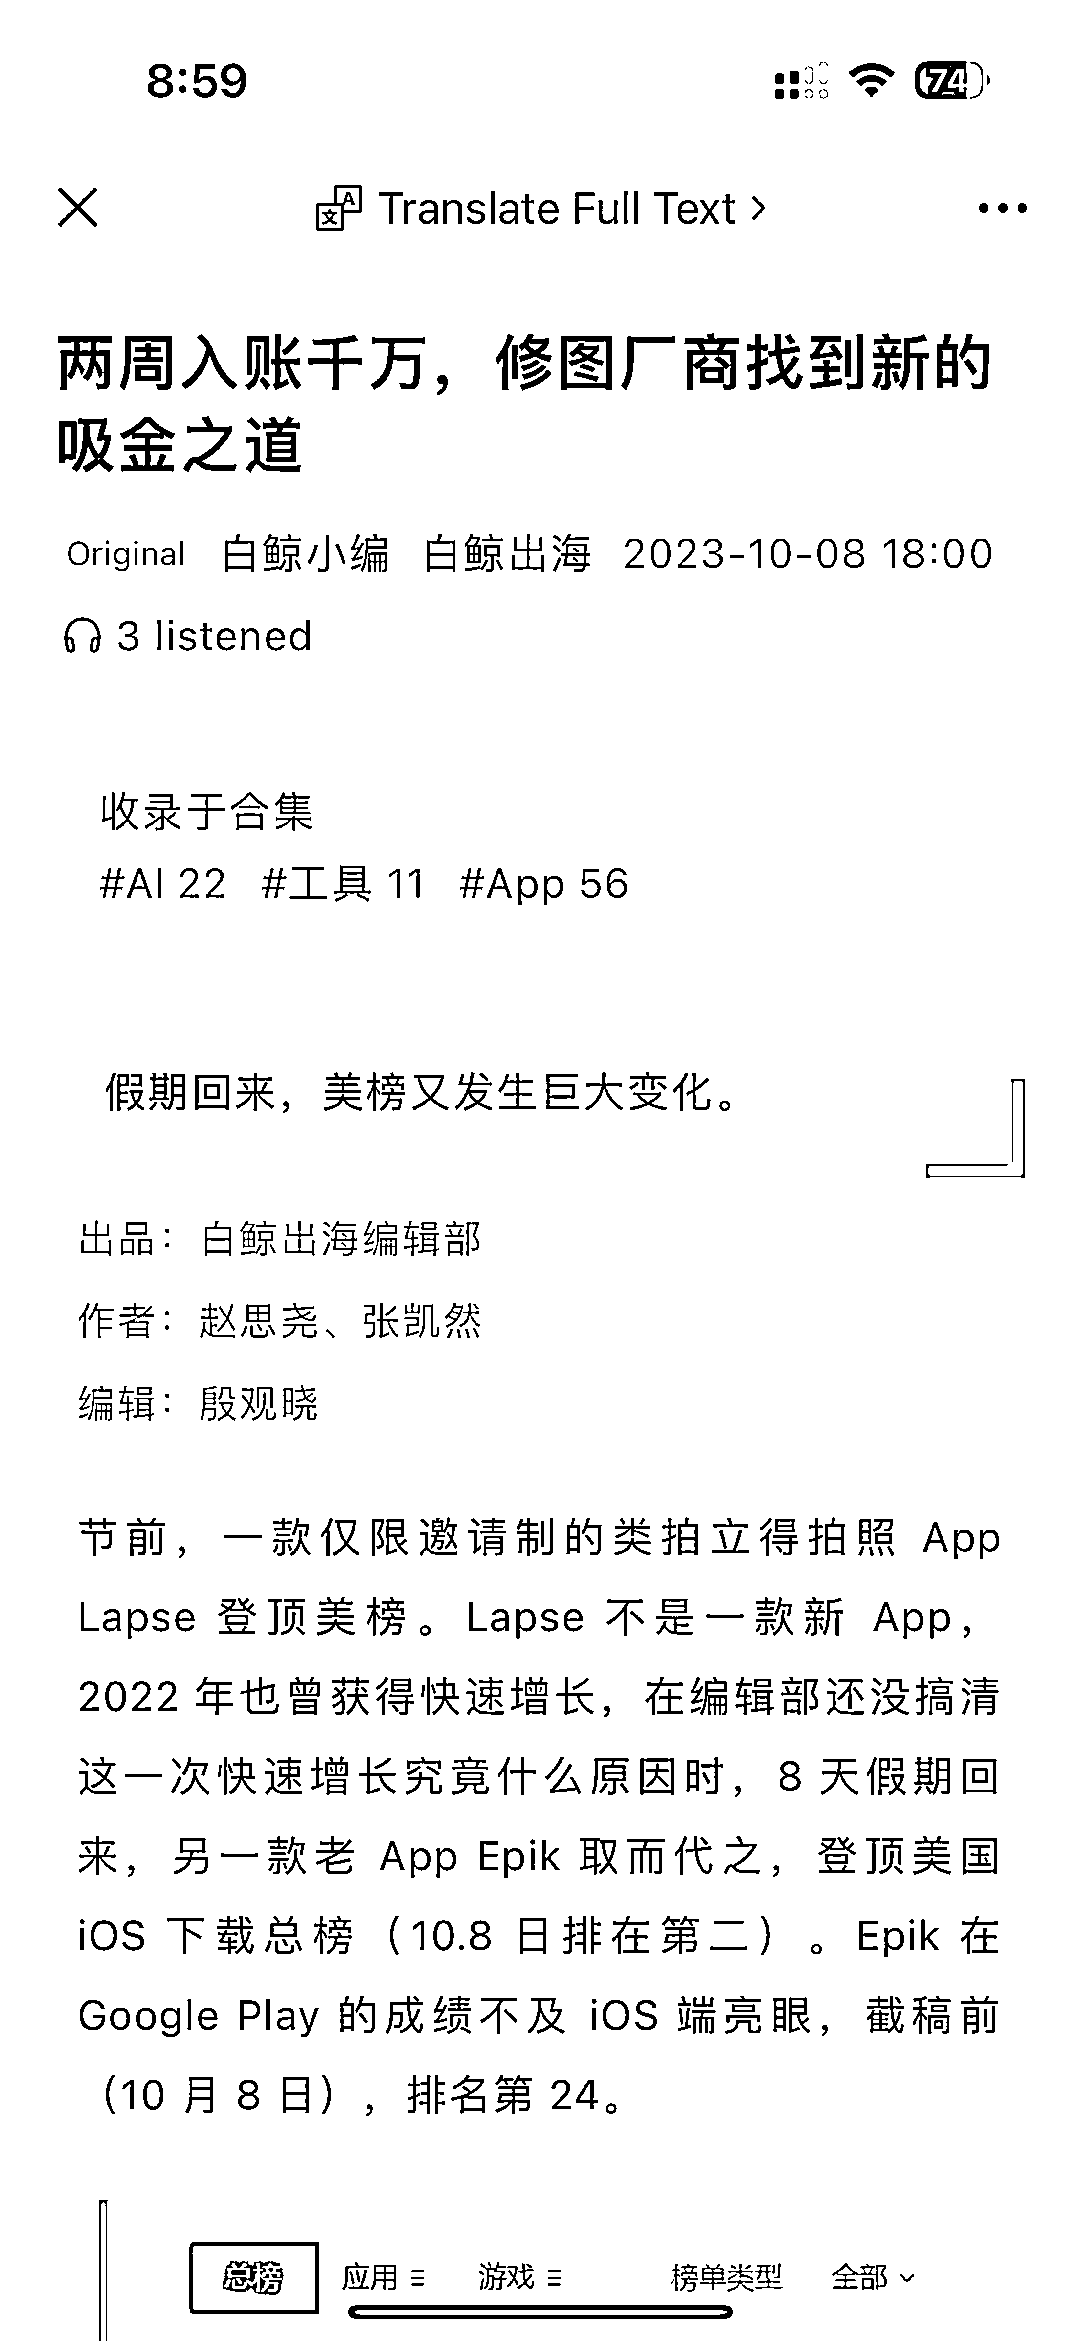 8:59
74
Translate Full Text
两周入账千万，修图厂商找到新的
吸金之道
Original 白鲸小编 白鲸出海 2023-10-08 18:00
3 listened
收录于合集
#AI 22 #工具 11 #App 56
假期回来，美榜又发生巨大变化。
出品：白鲸出海编辑部
作者：赵思尧、张凯然
编辑：殷观晓
节前，一款仅限邀请制的类拍立得拍照 App
Lapse 登顶美榜。Lapse 不是一款新 App，
2022 年也曾获得快速增长，在编辑部还没搞清
这一次快速增长究竟什么原因时，8 天假期回
来，另一款老 App Epik 取而代之，登顶美国
iOS 下载总榜（10.8 日排在第二）。Epik 在
Google Play 的成绩不及 iOS 端亮眼，截稿前
（10 月 8 日），排名第 24。
总榜 应用 游戏 榜单类型 全部